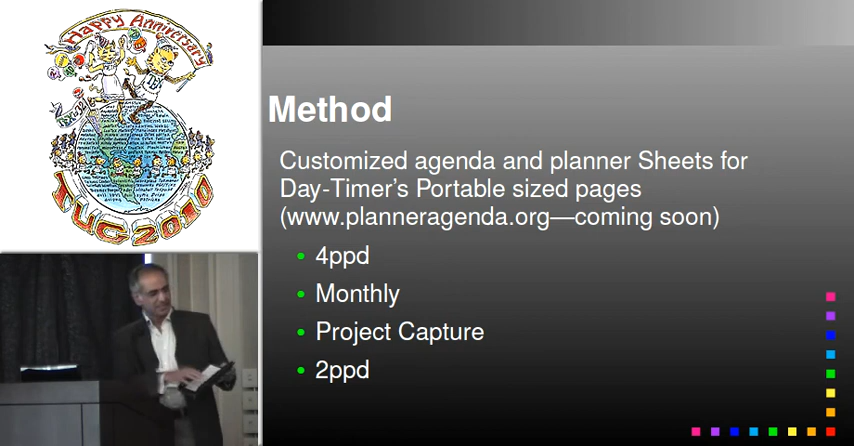 Happy Anniversary
TUG 2010
Method
Customized agenda and planner Sheets for
Day-Timer’s Portable sized pages
(www.planneragenda.org—coming soon)
• 4ppd
• Monthly
• Project Capture
• 2ppd